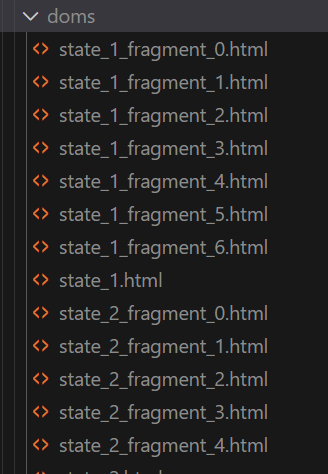 doms
state_1_fragment_0.html
state_1_fragment_1.html
state_1_fragment_2.html
state_1_fragment_3.html
state_1_fragment_4.html
state_1_fragment_5.html
state_1_fragment_6.html
state_1.html
state_2_fragment_0.html
state_2_fragment_1.html
state_2_fragment_2.html
state_2_fragment_3.html
state_2_fragment_4.html